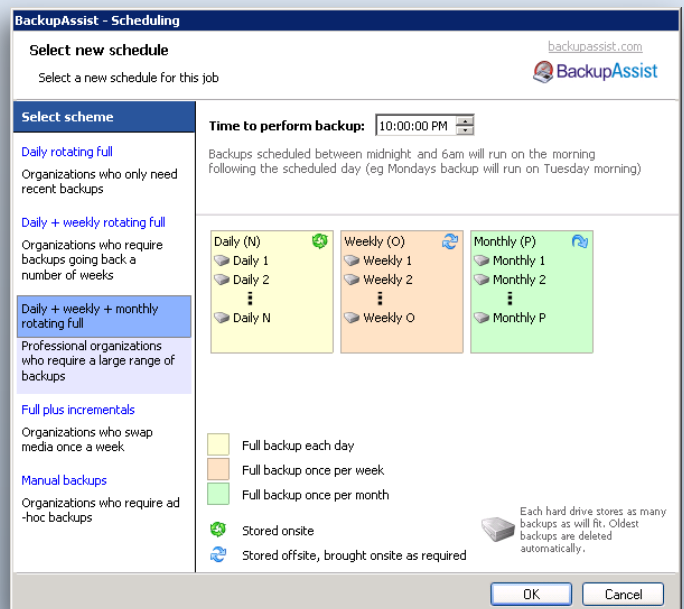 BackupAssist - Scheduling
Select new schedule
backupassist.com
Select a new schedule for this job
BackupAssist
Select scheme
Daily rotating full
Organizations who only need
recent backups
Daily + weekly rotating full
Organizations who require
backups going back a
number of weeks
Daily + weekly + monthly
rotating full
Professional organizations
who require a large range of
backups
Full plus incrementals
Organizations who swap
media once a week
Manual backups
Organizations who require ad
-hoc backups
Time to perform backup: 10:00:00 PM
Backups scheduled between midnight and 6am will run on the morning
following the scheduled day (eg Mondays backup will run on Tuesday morning)
Daily (N)
Daily 1
Daily 2
Daily N
Weekly (O)
Weekly 1
Weekly 2
Weekly O
Monthly (P)
Monthly 1
Monthly 2
Monthly P
Full backup each day
Full backup once per week
Full backup once per month
Stored onsite
Stored offsite, brought onsite as required
Each hard drive stores as many
backups as will fit. Oldest
backups are deleted
automatically.
OK
Cancel